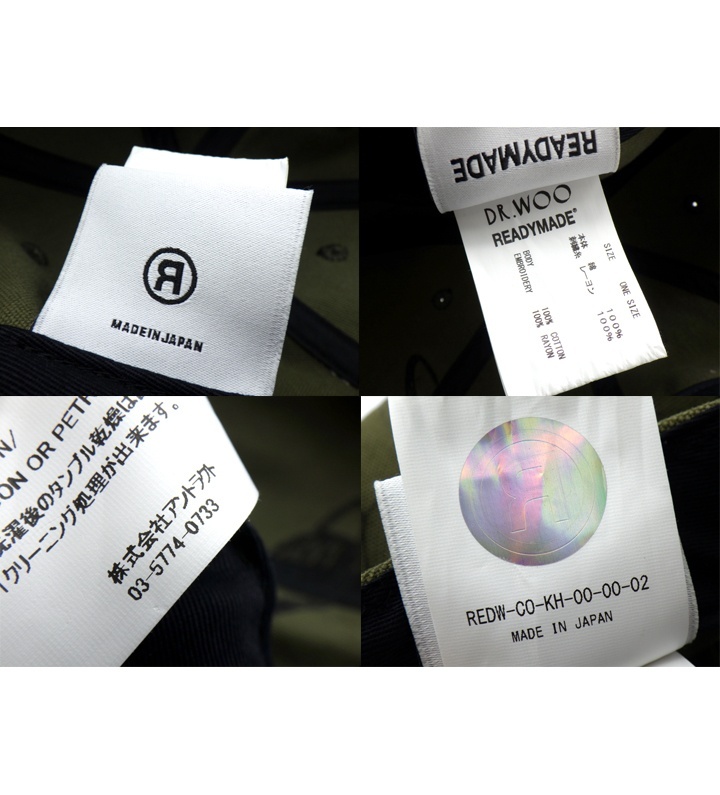 R
MADE IN JAPAN
READYMADE
DR.WOO
READYMADE®
SIZE ONE SIZE
本体 綿 100%
刺繍糸 レーヨン 100%
BODY 100% COTTON
EMBROIDERY 100% RAYON
N/
ON OR PETR
洗濯後のタンブル乾燥は
クリーニング処理が出来ます。
株式会社アントラクト
03-5774-0733
R
REDW-CO-KH-00-00-02
MADE IN JAPAN